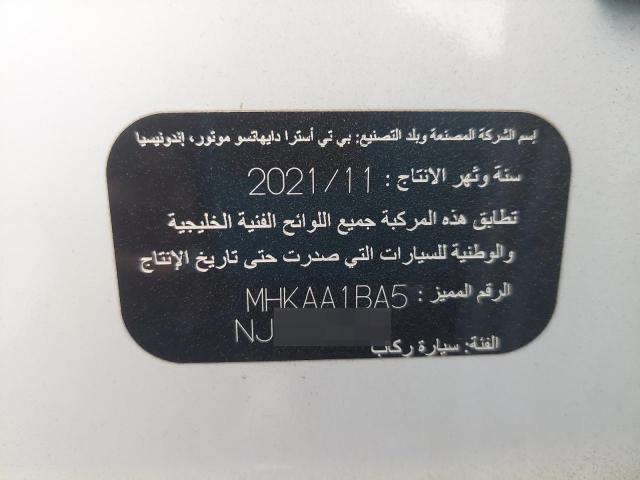 إسم الشركة المصنعة وبلد التصنيع: بي تي أسترا دايهاتسو موتور، إندونيسيا
سنة وشهر الانتاج : 2021/11
تطابق هذه المركبة جميع اللوائح الفنية الخليجية
والوطنية للسيارات التي صدرت حتى تاريخ الإنتاج
الرقم المميز : MHKAA1BA5
NJ
الفئة: سيارة ركاب